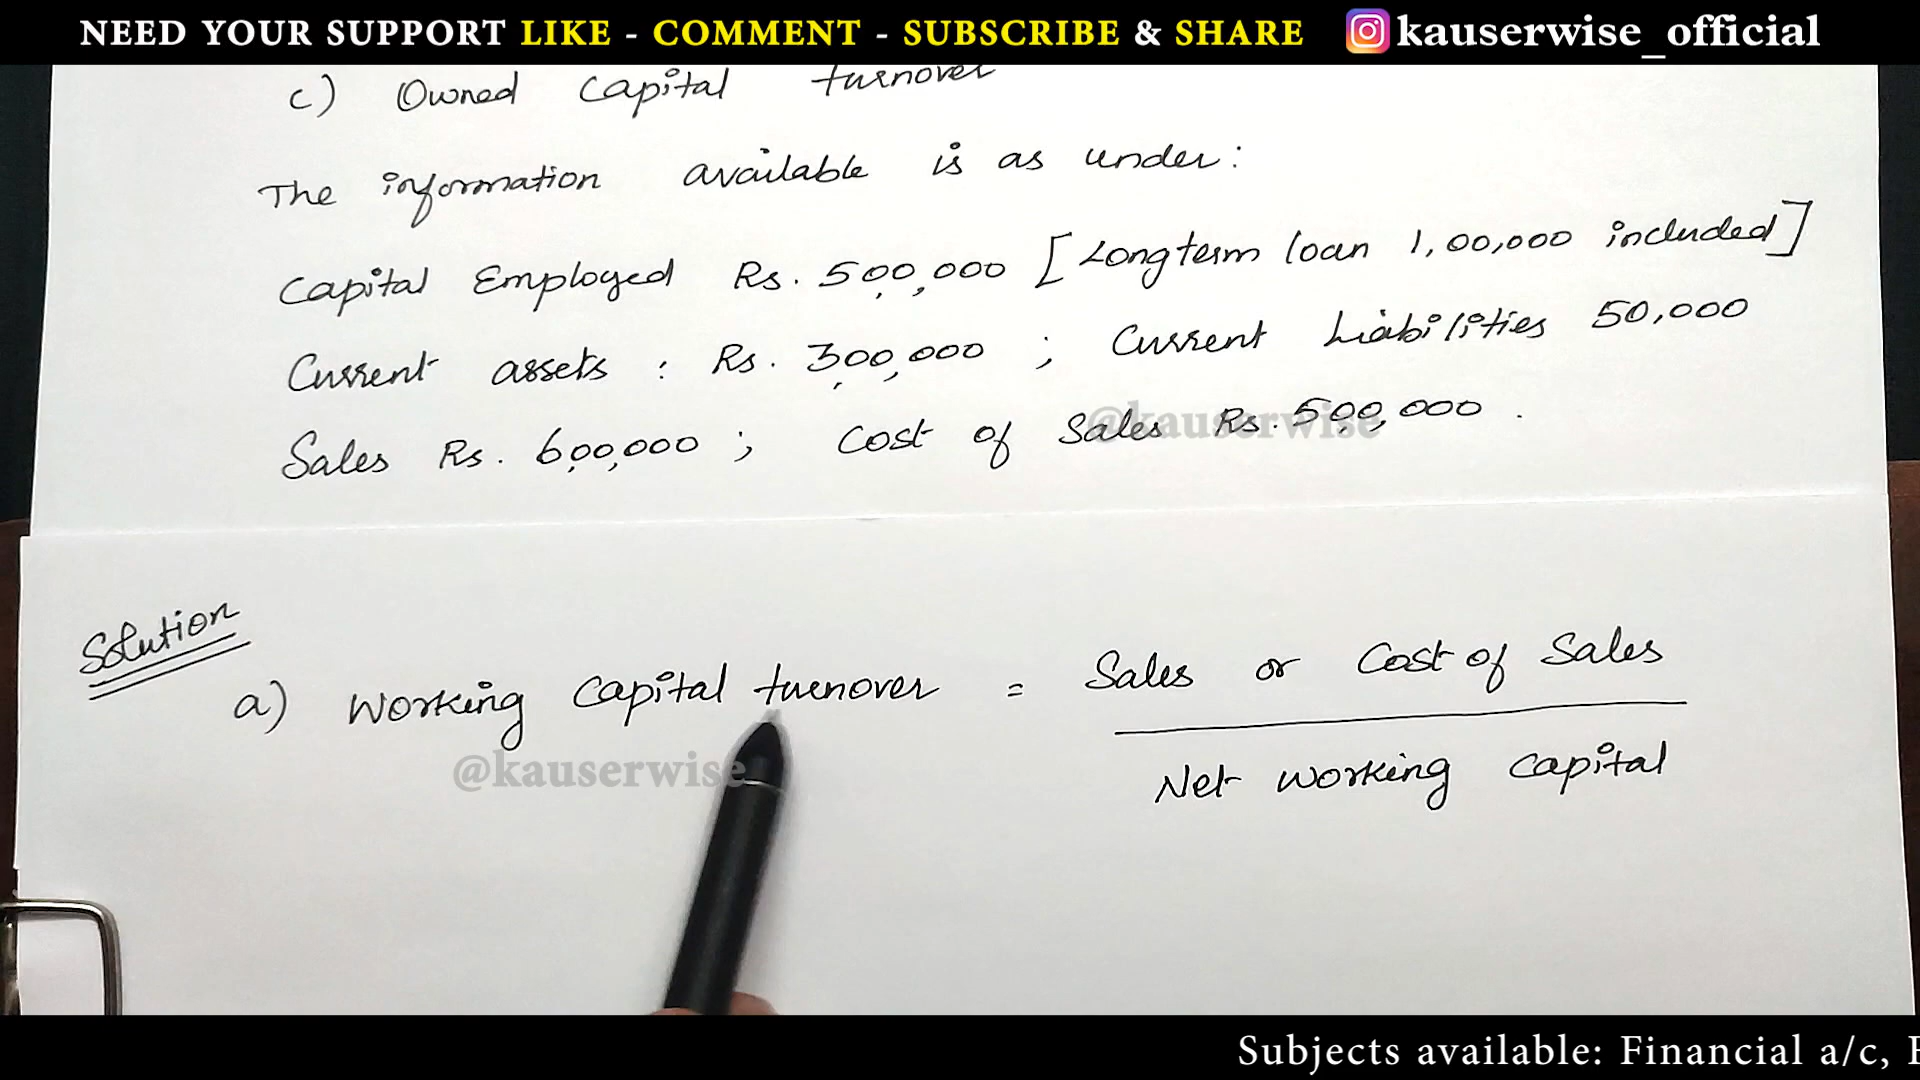 NEED YOUR SUPPORT LIKE - COMMENT - SUBSCRIBE & SHARE kauserwise_official
c) Owned Capital turnover
The information available is as under:
Capital Employed Rs. 5,00,000 [Longterm loan 1,00,000 included]
Current assets : Rs. 3,00,000 ; Current Liabilities 50,000
Sales Rs. 6,00,000 ; Cost of Sales Rs. 5,00,000 .
@kauserwise
Solution
a) Working Capital turnover = Sales or Cost of Sales
Net working capital
@kauserwise
Subjects available: Financial a/c,